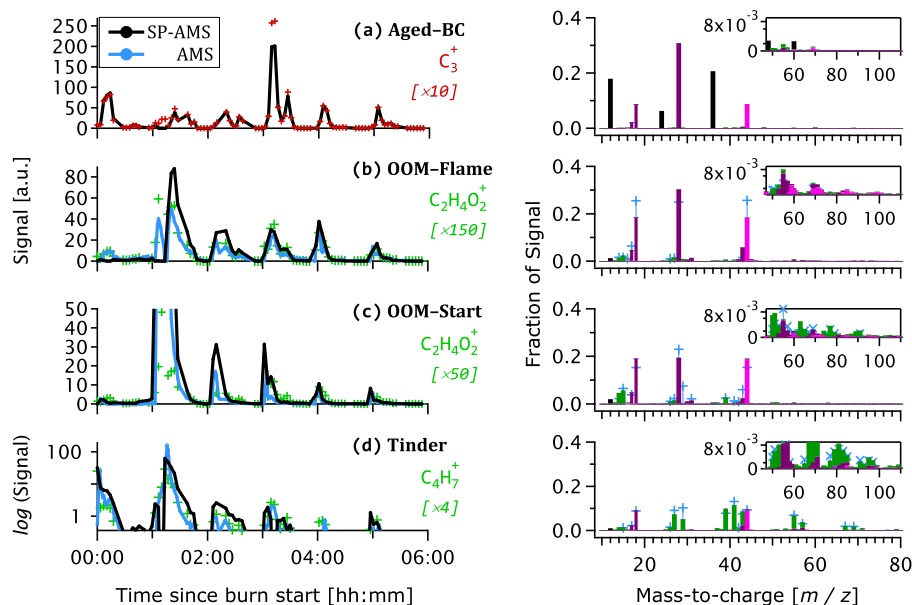 SP-AMS
AMS
(a) Aged–BC
C3+
[×10]
250
200
150
100
50
0
(b) OOM–Flame
C2H4O2+
[×150]
80
60
40
20
0
(c) OOM–Start
C2H4O2+
[×50]
50
40
30
20
10
0
(d) Tinder
C4H7+
[×4]
100
1
Signal [a.u.]
log(Signal)
00:00 02:00 04:00 06:00
Time since burn start [hh:mm]
0.4
0.3
0.2
0.1
0.0
8x10-3
60 80 100
0.4
0.2
0.0
8x10-3
60 80 100
0.4
0.2
0.0
8x10-3
60 80 100
0.4
0.3
0.2
0.1
0.0
8x10-3
60 80 100
Fraction of Signal
20 40 60 80
Mass-to-charge [m / z]